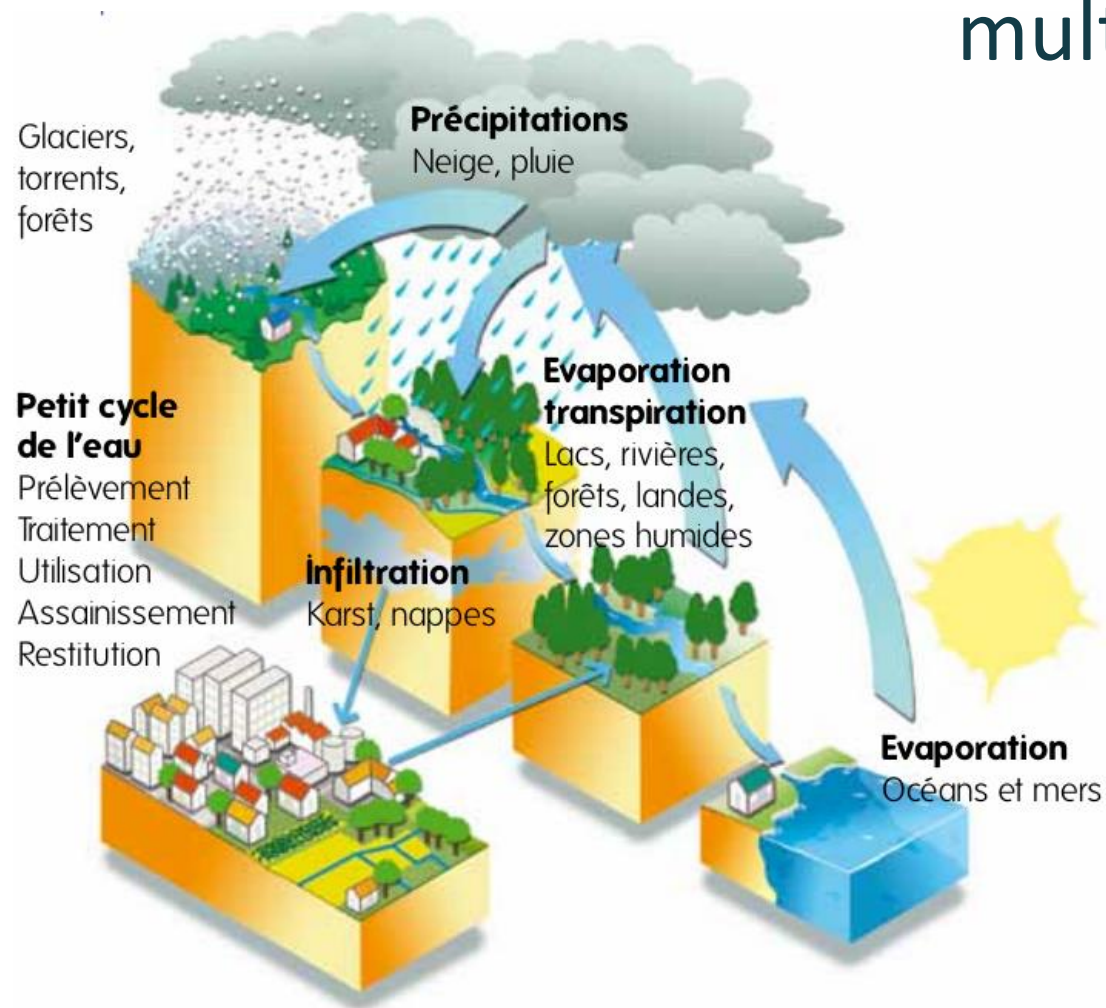 mult
Glaciers,
torrents,
forêts
Précipitations
Neige, pluie
Evaporation
transpiration
Lacs, rivières,
forêts, landes,
zones humides
Petit cycle
de l'eau
Prélèvement
Traitement
Utilisation
Assainissement
Restitution
Infiltration
Karst, nappes
Evaporation
Océans et mers